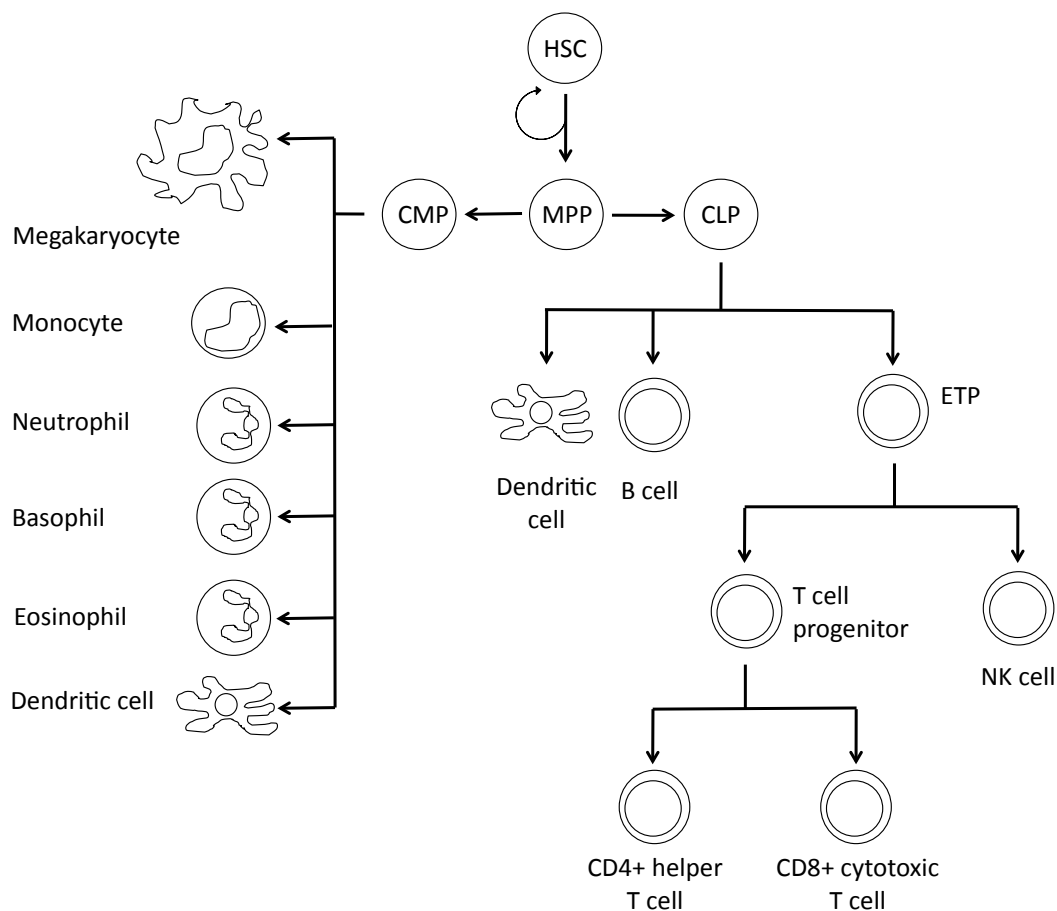 HSC
CMP
MPP
CLP
Megakaryocyte
Monocyte
Neutrophil
Basophil
Eosinophil
Dendritic cell
Dendritic
cell
B cell
ETP
T cell
progenitor
NK cell
CD4+ helper
T cell
CD8+ cytotoxic
T cell